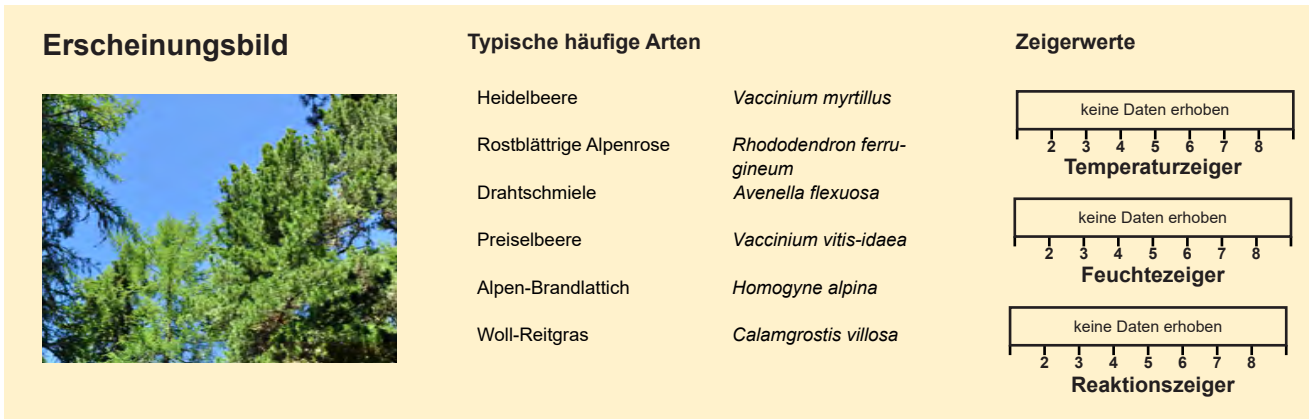 Erscheinungsbild
Typische häufige Arten
Heidelbeere Vaccinium myrtillus
Rostblättrige Alpenrose Rhododendron ferru-
gineum
Drahtschmiele Avenella flexuosa
Preiselbeere Vaccinium vitis-idaea
Alpen-Brandlattich Homogyne alpina
Woll-Reitgras Calamgrostis villosa
Zeigerwerte
keine Daten erhoben
2 3 4 5 6 7 8
Temperaturzeiger
keine Daten erhoben
2 3 4 5 6 7 8
Feuchtezeiger
keine Daten erhoben
2 3 4 5 6 7 8
Reaktionszeiger